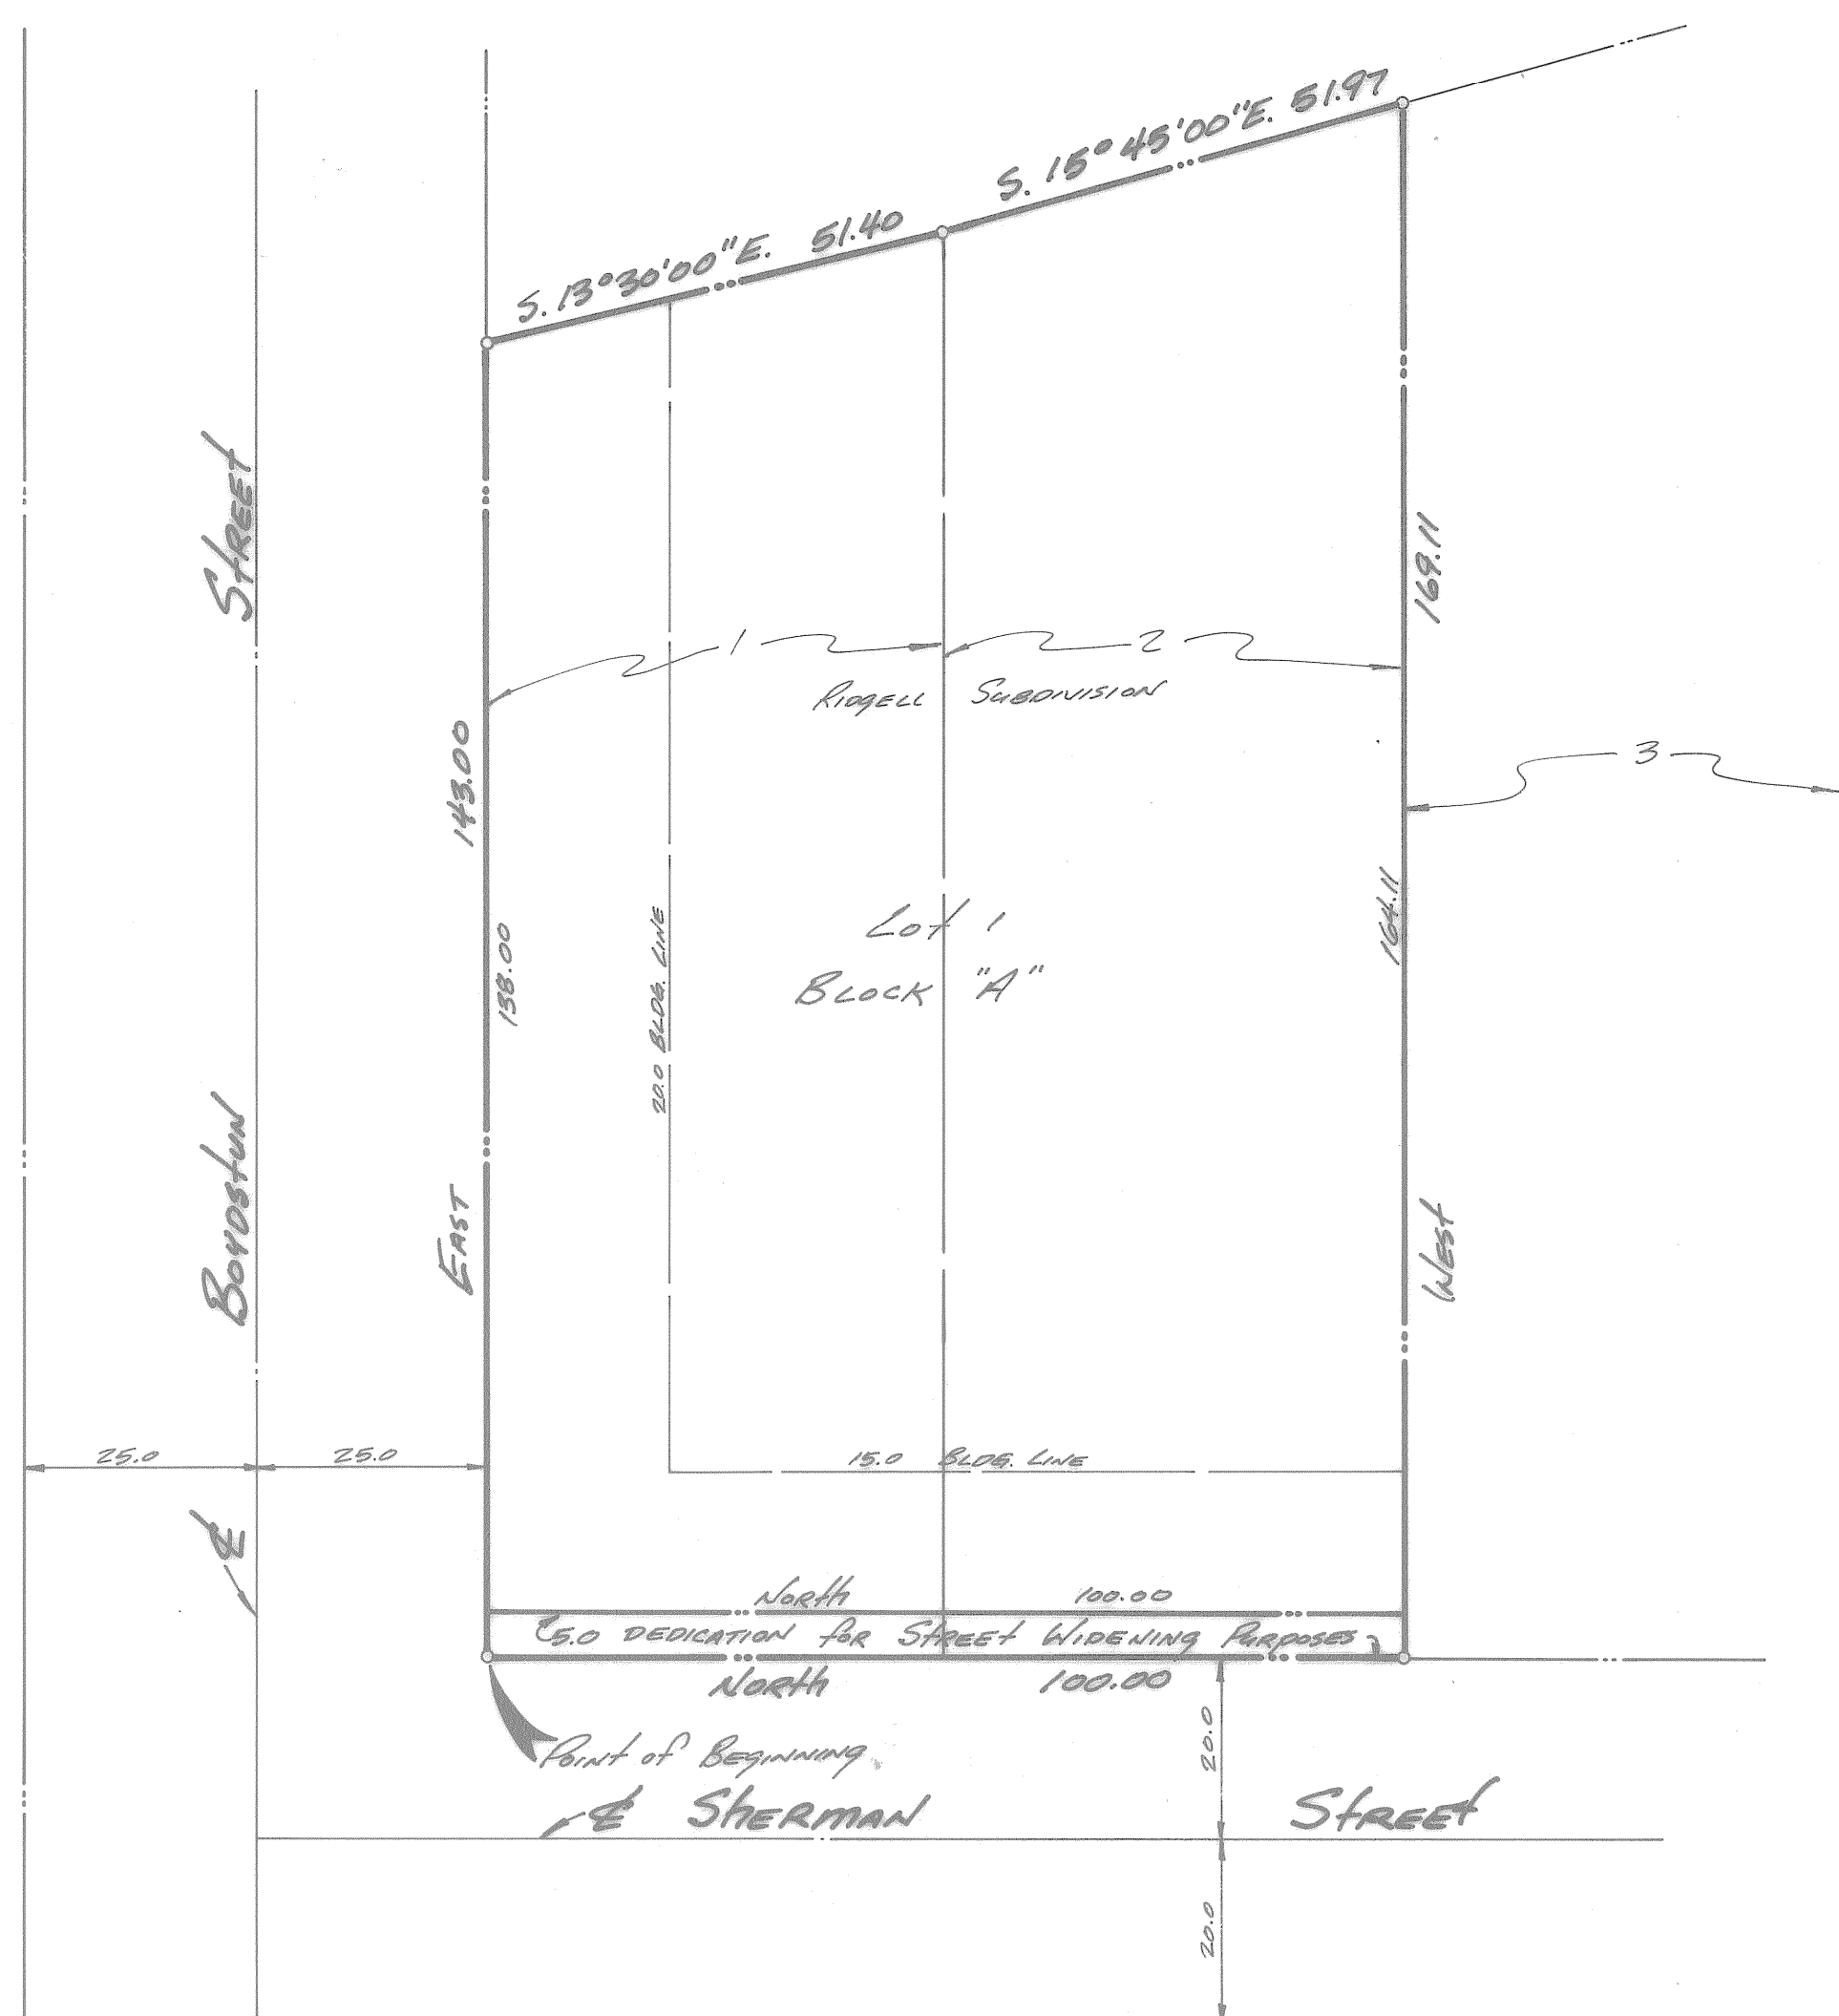 S. 15° 45'00"E. 51.97
S. 13°30'00"E. 51.40
Street
169.11
1
2
Ridgell Subdivision
3
143.00
164.11
138.00
20.0 Bldg. Line
Lot 1
Block "A"
Boydstun
East
West
25.0
25.0
15.0 Bldg. Line
℄
North 100.00
5.0 Dedication for Street Widening Purposes
North 100.00
Point of Beginning
20.0
℄ Sherman Street
20.0